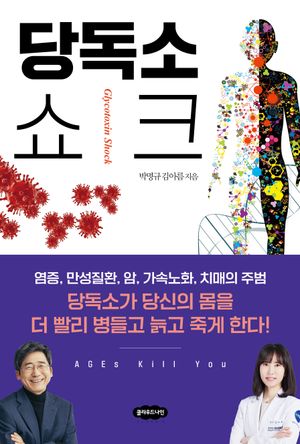 당독소
쇼크
Glycotoxin Shock
박명규 김아름 지음
염증, 만성질환, 암, 가속노화, 치매의 주범
당독소가 당신의 몸을
더 빨리 병들고 늙고 죽게 한다!
AGEs Kill You
클라우드나인